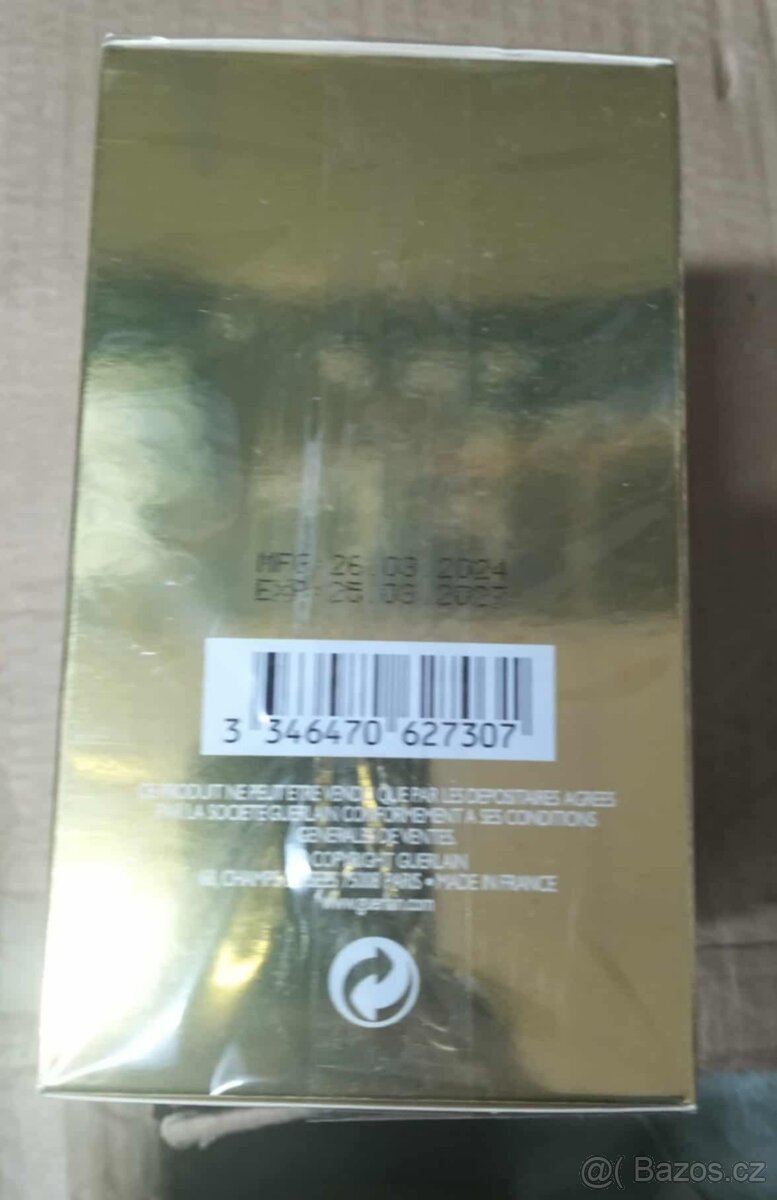 MFG:26.03.2024
EXP:25.03.2027
3 346470 627307
CE PRODUIT NE PEUT ETRE VENDU QUE PAR LES DEPOSITAIRES AGREES
PAR LA SOCIETE GUERLAIN CONFORMEMENT A SES CONDITIONS
GENERALES DE VENTES.
COPYRIGHT GUERLAIN
68, CHAMPS ELYSEES 75008 PARIS • MADE IN FRANCE
www.guerlain.com
@( Bazos.cz